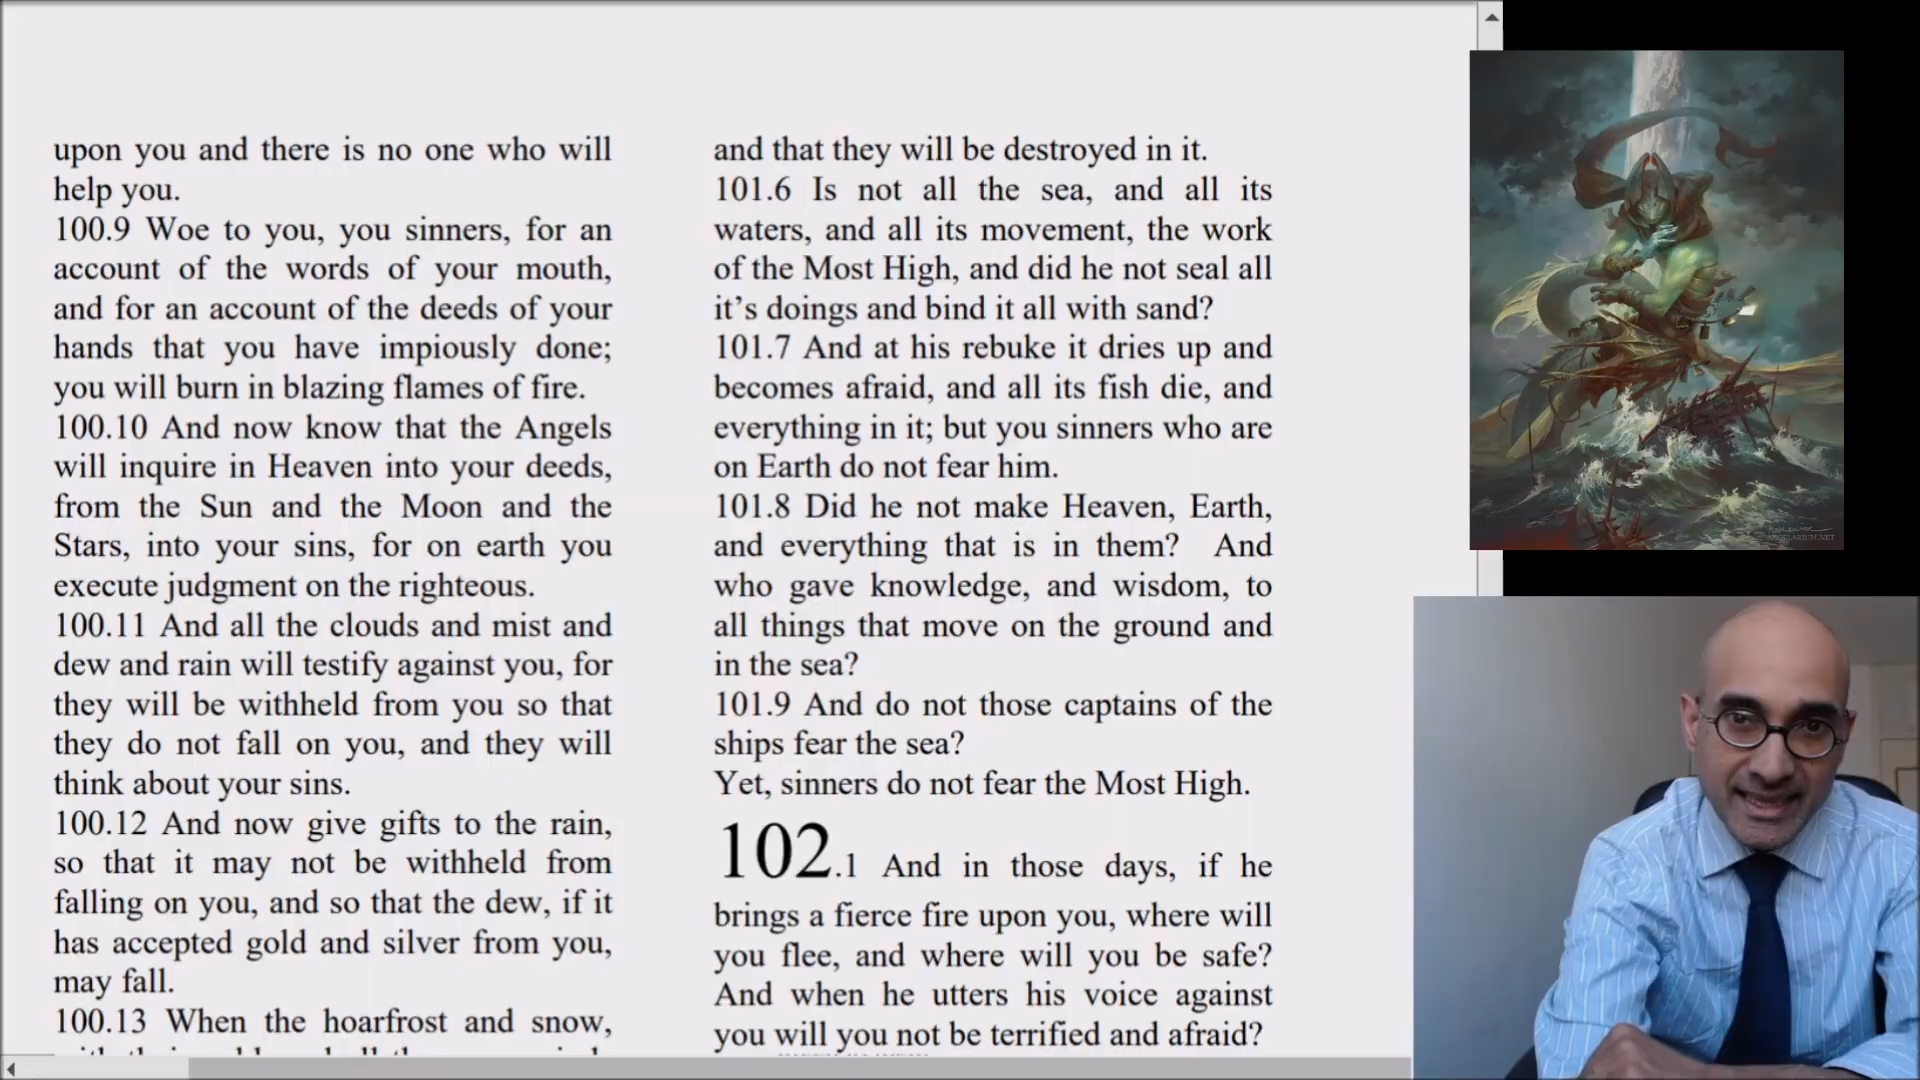 upon you and there is no one who will
help you.
100.9 Woe to you, you sinners, for an
account of the words of your mouth,
and for an account of the deeds of your
hands that you have impiously done;
you will burn in blazing flames of fire.
100.10 And now know that the Angels
will inquire in Heaven into your deeds,
from the Sun and the Moon and the
Stars, into your sins, for on earth you
execute judgment on the righteous.
100.11 And all the clouds and mist and
dew and rain will testify against you, for
they will be withheld from you so that
they do not fall on you, and they will
think about your sins.
100.12 And now give gifts to the rain,
so that it may not be withheld from
falling on you, and so that the dew, if it
has accepted gold and silver from you,
may fall.
100.13 When the hoarfrost and snow,
and that they will be destroyed in it.
101.6 Is not all the sea, and all its
waters, and all its movement, the work
of the Most High, and did he not seal all
it’s doings and bind it all with sand?
101.7 And at his rebuke it dries up and
becomes afraid, and all its fish die, and
everything in it; but you sinners who are
on Earth do not fear him.
101.8 Did he not make Heaven, Earth,
and everything that is in them? And
who gave knowledge, and wisdom, to
all things that move on the ground and
in the sea?
101.9 And do not those captains of the
ships fear the sea?
Yet, sinners do not fear the Most High.
102.1 And in those days, if he
brings a fierce fire upon you, where will
you flee, and where will you be safe?
And when he utters his voice against
you will you not be terrified and afraid?
ANGELARIUM.NET